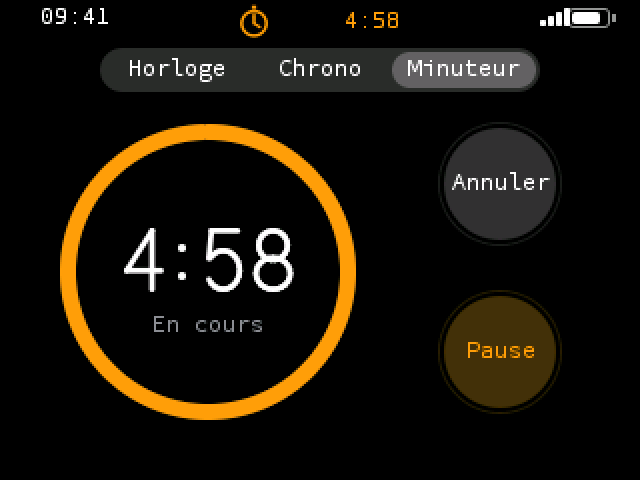 09:41 4:58
Horloge Chrono Minuteur
Annuler
4:58
En cours
Pause